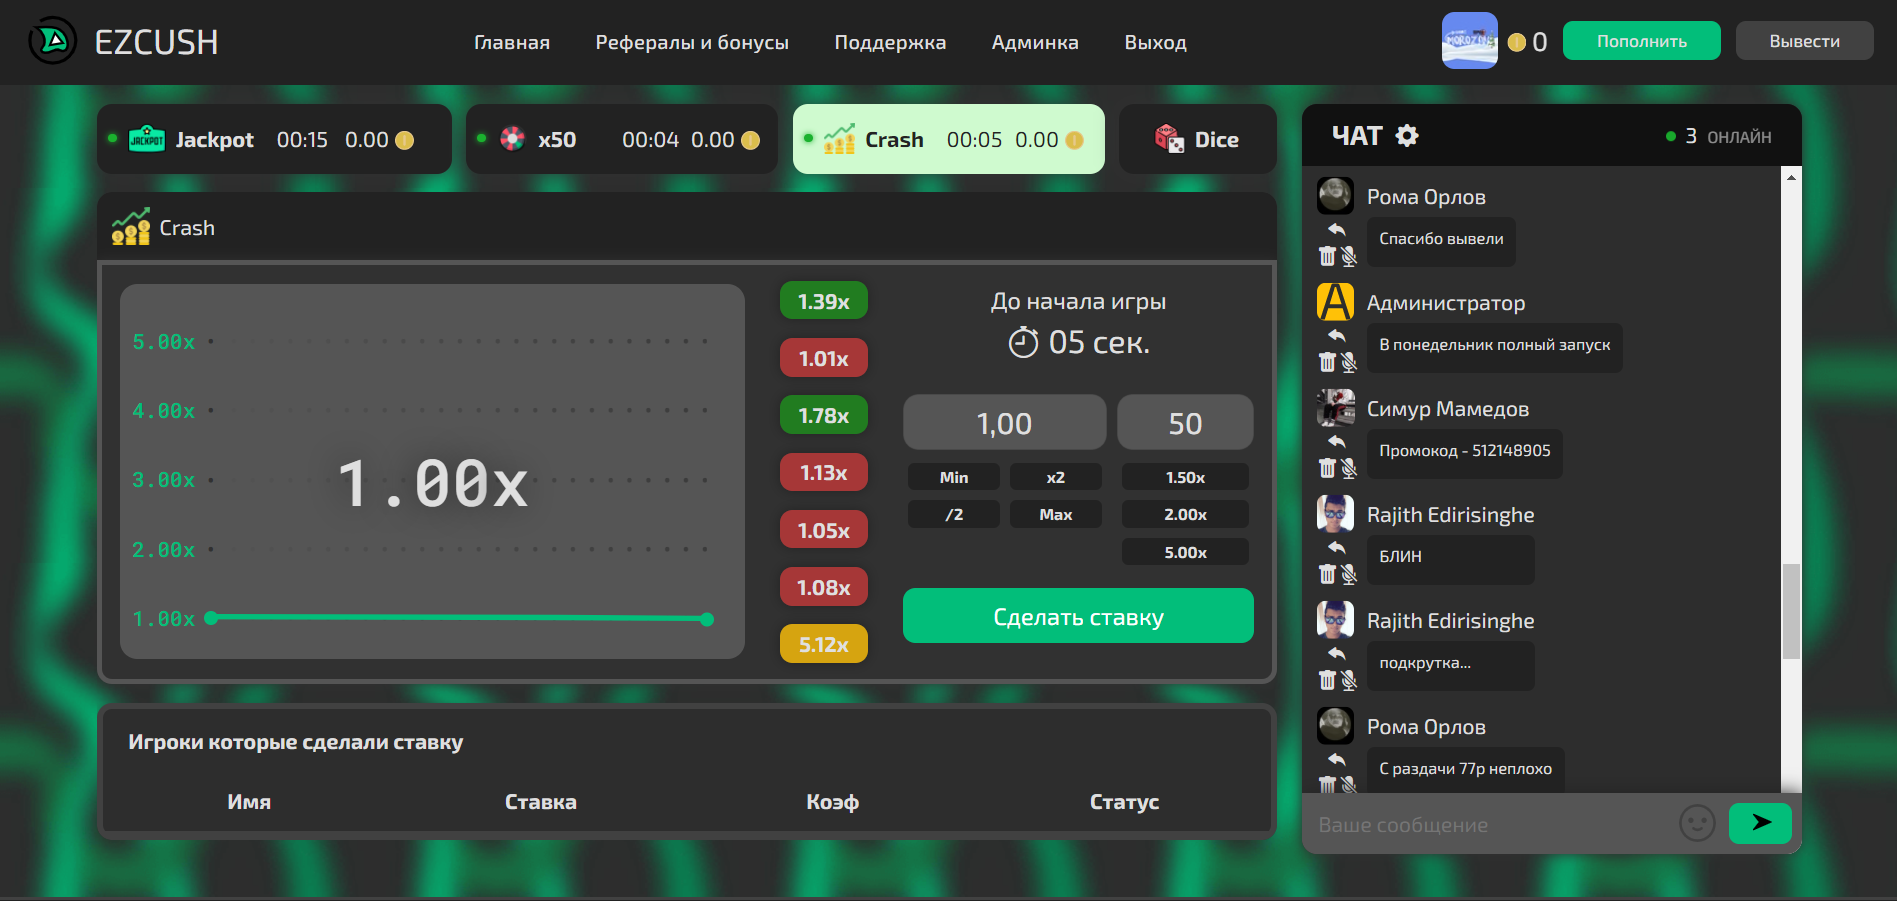 EZCUSH
Главная Рефералы и бонусы Поддержка Админка Выход
MOROZOV
0
Пополнить
Вывести
JACKPOT Jackpot 00:15 0.00
x50 00:04 0.00
Crash 00:05 0.00
Dice
Crash
5.00x
4.00x
3.00x
2.00x
1.00x
1.00x
1.39x
1.01x
1.78x
1.13x
1.05x
1.08x
5.12x
До начала игры
05 сек.
1,00 50
Min x2 1.50x
/2 Max 2.00x
5.00x
Сделать ставку
Игроки которые сделали ставку
Имя Ставка Коэф Статус
ЧАТ 3 ОНЛАЙН
Рома Орлов
Спасибо вывели
A Администратор
В понедельник полный запуск
Симур Мамедов
Промокод - 512148905
Rajith Edirisinghe
БЛИН
Rajith Edirisinghe
подкрутка...
Рома Орлов
С раздачи 77р неплохо
Ваше сообщение